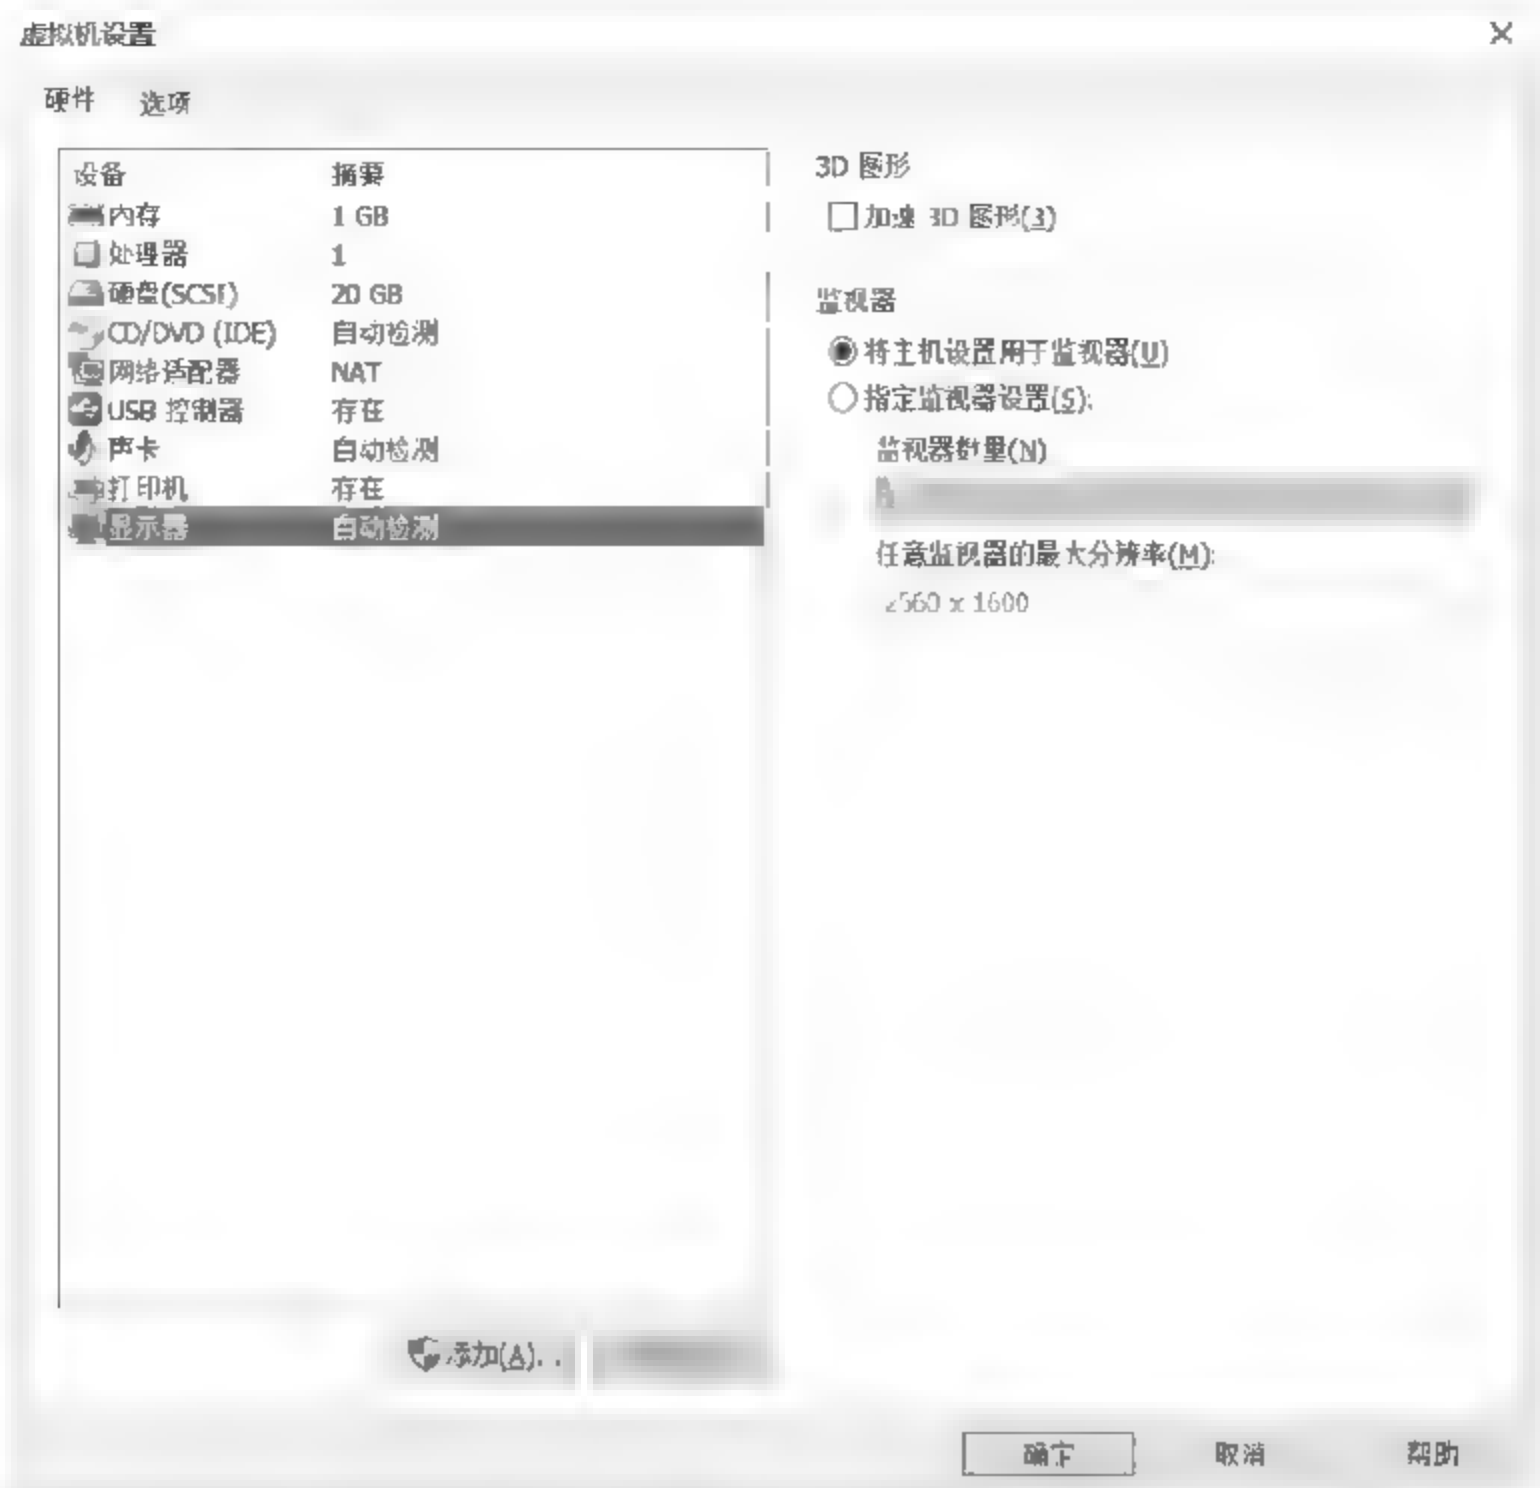 虚拟机设置
硬件 选项
设备 摘要
内存 1 GB
处理器 1
硬盘(SCSI) 20 GB
CD/DVD (IDE) 自动检测
网络适配器 NAT
USB 控制器 存在
声卡 自动检测
打印机 存在
显示器 自动检测
添加(A)...
3D 图形
加速 3D 图形(3)
监视器
将主机设置用于监视器(U)
指定监视器设置(S):
监视器数量(N)
任意监视器的最大分辨率(M):
2560 x 1600
确定 取消 帮助